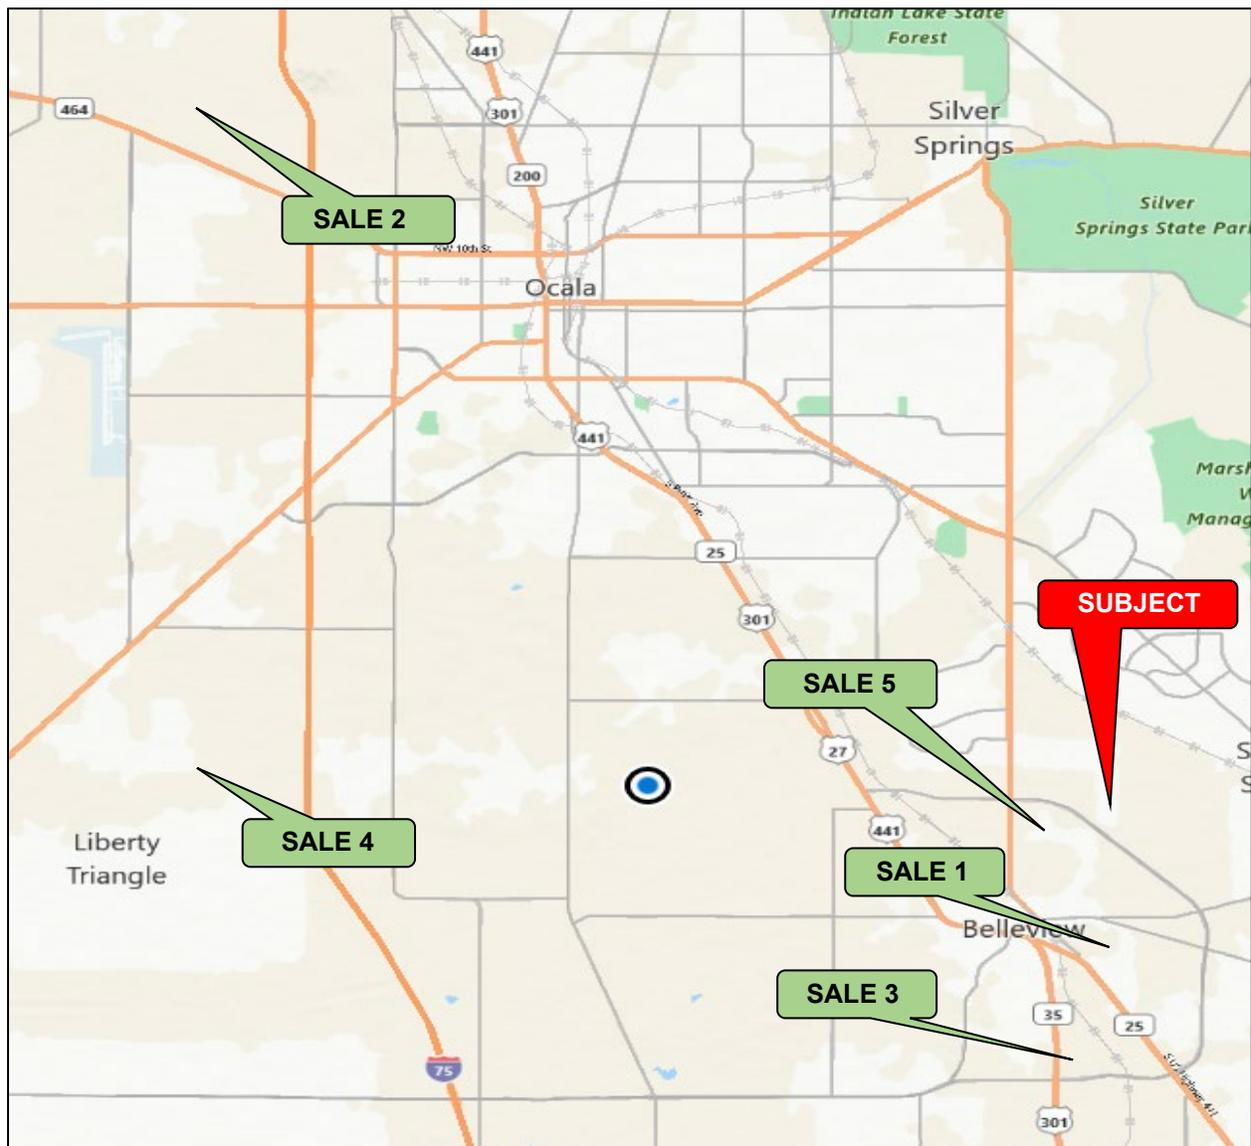 Indian Lake State
Forest
441
464
301
Silver
Springs
200
Silver
Springs State Par
SALE 2
NW 10th St
Ocala
441
Marsh
W
Manag
25
SUBJECT
301
SALE 5
27
S
S
441
Liberty
Triangle
SALE 4
SALE 1
Belleview
SALE 3
35
25
75
301